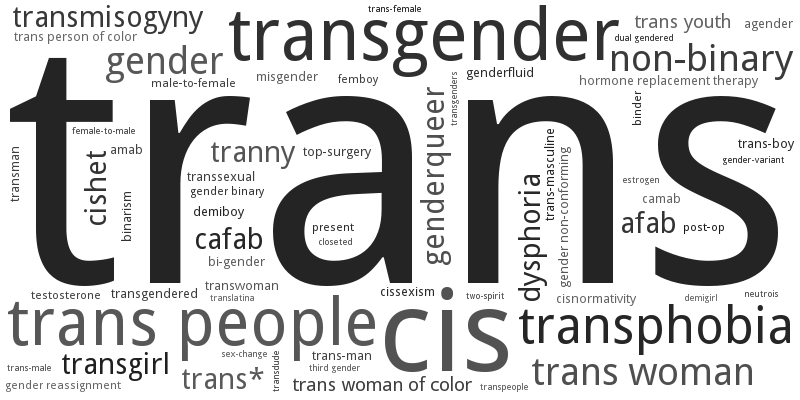 transmisogyny
trans person of color
trans-female
transgender
trans youth
agender
dual gendered
gender
non-binary
misgender
femboy
genderfluid
hormone replacement therapy
male-to-female
trans
transgenders
binder
female-to-male
genderqueer
trans-masculine
trans-boy
gender-variant
transman
cishet
amab
tranny
top-surgery
gender non-conforming
transsexual
gender binary
binarism
dysphoria
estrogen
camab
demiboy
afab
post-op
cafab
present
closeted
bi-gender
transwoman
translatina
testosterone
transgendered
cissexism
two-spirit
cisnormativity
demigirl
neutrois
trans people
cis
transphobia
sex-change
trans-man
third gender
trans-male
transgirl
transdude
trans*
trans woman of color
transpeople
trans woman
gender reassignment